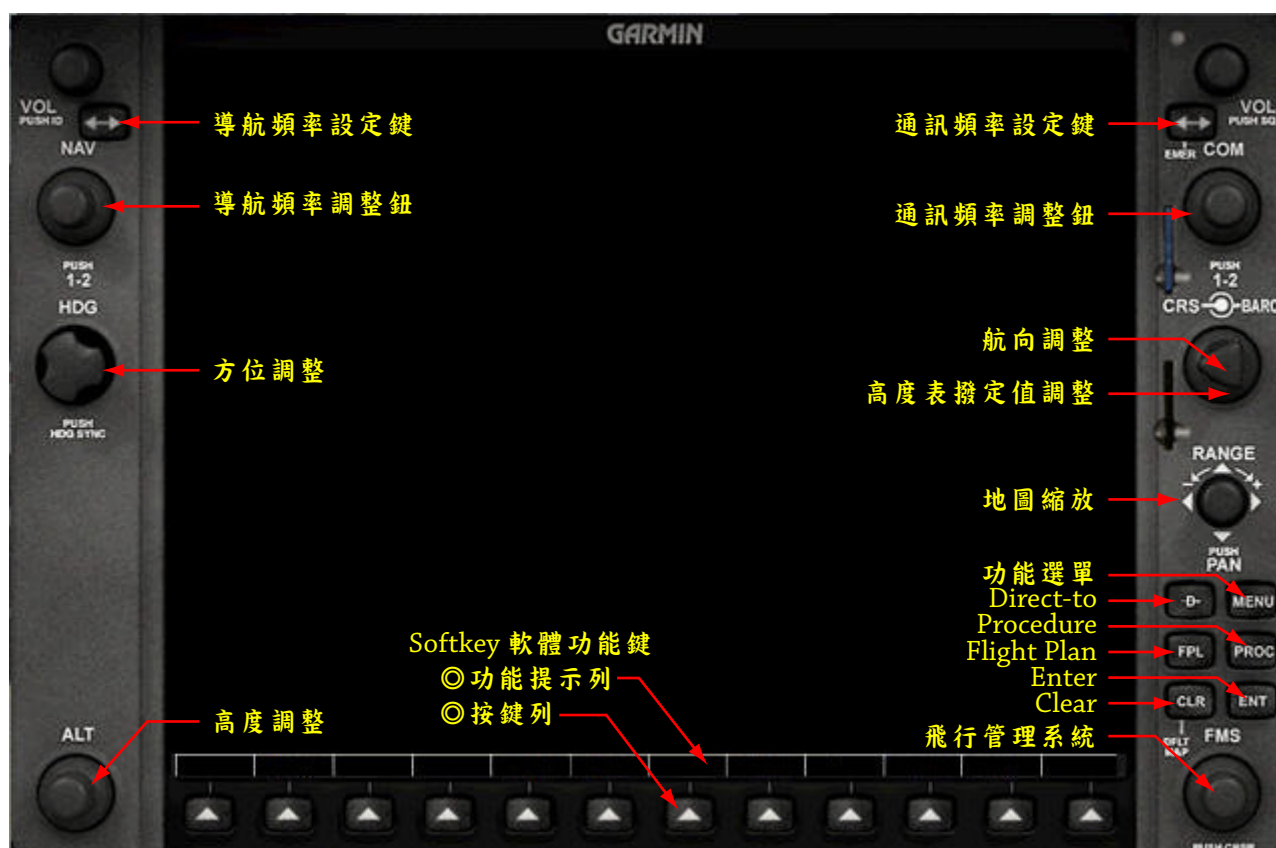 GARMIN
VOL
PUSH ID
NAV
PUSH
1-2
HDG
PUSH
HDG SYNC
ALT
導航頻率設定鍵
導航頻率調整鈕
方位調整
高度調整
Softkey 軟體功能鍵
◎功能提示列
◎按鍵列
通訊頻率設定鍵
通訊頻率調整鈕
航向調整
高度表撥定值調整
地圖縮放
功能選單
Direct-to
Procedure
Flight Plan
Enter
Clear
飛行管理系統
VOL
PUSH SQ
EMER
COM
PUSH
1-2
CRS
BARO
RANGE
- +
PUSH
PAN
-D-
MENU
FPL
PROC
CLR
ENT
DFLT
MAP
FMS
PUSH CRSR